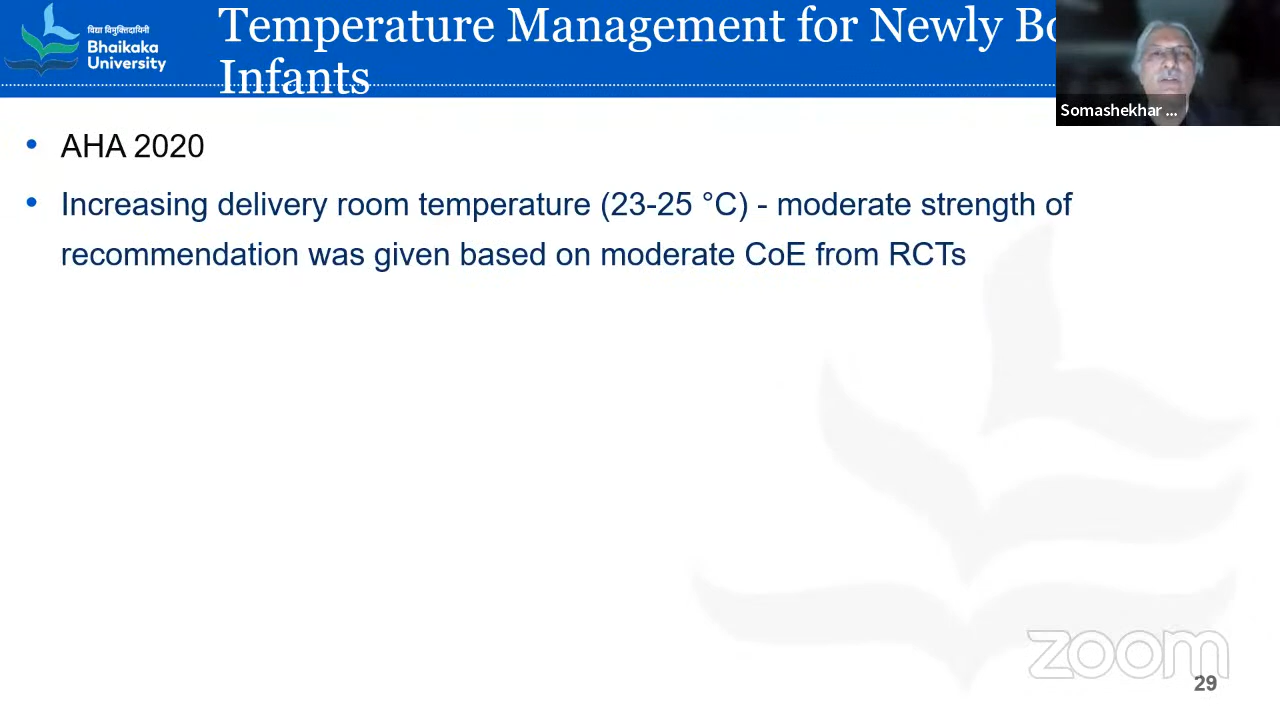 विद्या विमुक्तिदायिनी
Bhaikaka
University
Temperature Management for Newly Bo
Infants
Somashekhar ...
• AHA 2020
• Increasing delivery room temperature (23-25 °C) - moderate strength of
recommendation was given based on moderate CoE from RCTs
zoom
29